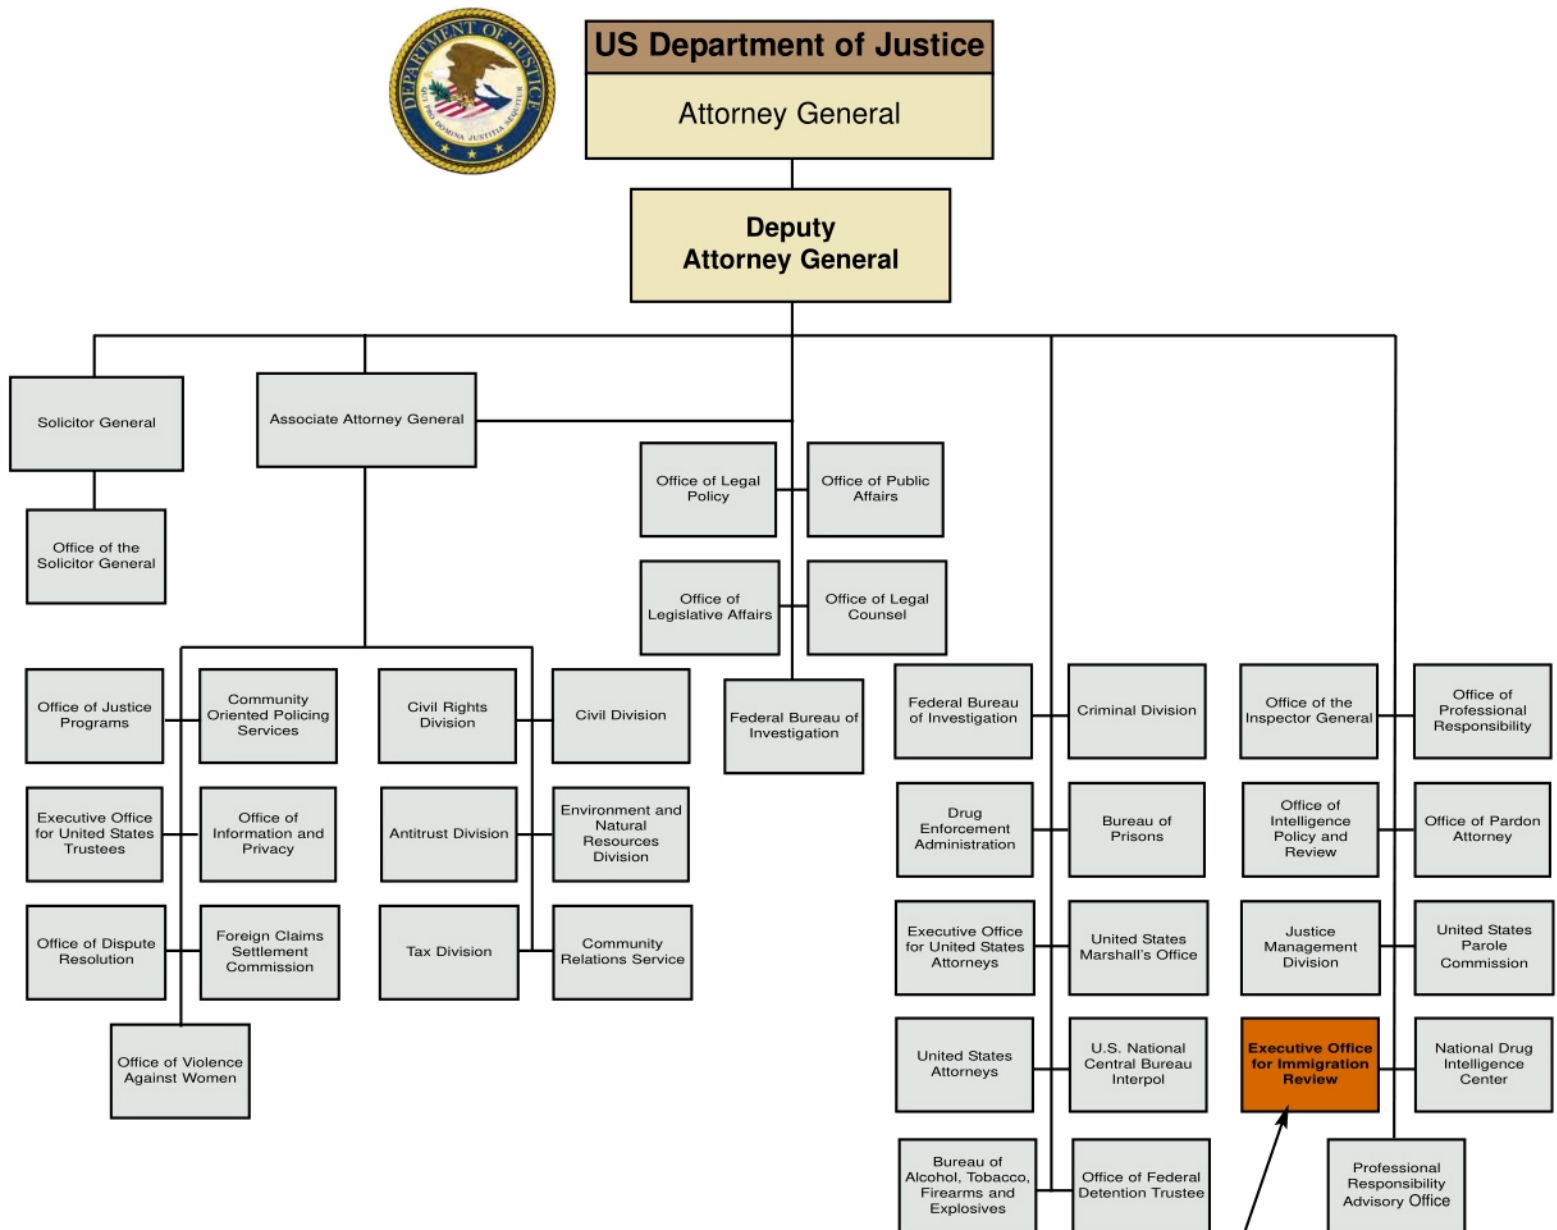 DEPARTMENT OF JUSTICE
QUI PRO DOMINA JUSTITIA SEQUITUR
US Department of Justice
Attorney General
Deputy
Attorney General
Solicitor General
Associate Attorney General
Office of the
Solicitor General
Office of Legal
Policy
Office of Public
Affairs
Office of
Legislative Affairs
Office of Legal
Counsel
Federal Bureau of
Investigation
Office of Justice
Programs
Community
Oriented Policing
Services
Civil Rights
Division
Civil Division
Federal Bureau
of Investigation
Criminal Division
Office of the
Inspector General
Office of
Professional
Responsibility
Executive Office
for United States
Trustees
Office of
Information and
Privacy
Antitrust Division
Environment and
Natural
Resources
Division
Drug
Enforcement
Administration
Bureau of
Prisons
Office of
Intelligence
Policy and
Review
Office of Pardon
Attorney
Office of Dispute
Resolution
Foreign Claims
Settlement
Commission
Tax Division
Community
Relations Service
Executive Office
for United States
Attorneys
United States
Marshall's Office
Justice
Management
Division
United States
Parole
Commission
Office of Violence
Against Women
United States
Attorneys
U.S. National
Central Bureau
Interpol
Executive Office
for Immigration
Review
National Drug
Intelligence
Center
Bureau of
Alcohol, Tobacco,
Firearms and
Explosives
Office of Federal
Detention Trustee
Professional
Responsibility
Advisory Office